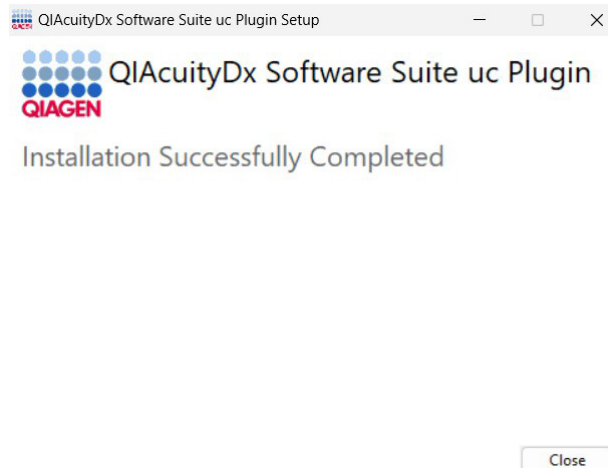 QIAcuityDx Software Suite uc Plugin Setup
QIAcuityDx Software Suite uc Plugin
QIAGEN
Installation Successfully Completed
Close